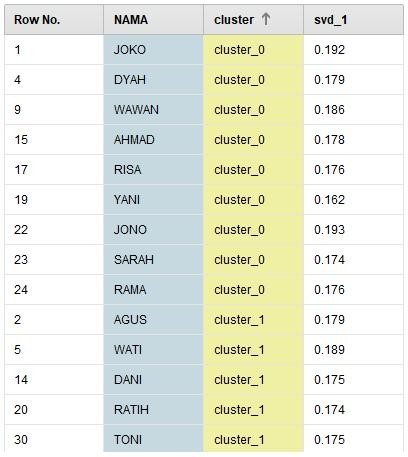 Row No. NAMA cluster ↑ svd_1
1 JOKO cluster_0 0.192
4 DYAH cluster_0 0.179
9 WAWAN cluster_0 0.186
15 AHMAD cluster_0 0.178
17 RISA cluster_0 0.176
19 YANI cluster_0 0.162
22 JONO cluster_0 0.193
23 SARAH cluster_0 0.174
24 RAMA cluster_0 0.176
2 AGUS cluster_1 0.179
5 WATI cluster_1 0.189
14 DANI cluster_1 0.175
20 RATIH cluster_1 0.174
30 TONI cluster_1 0.175